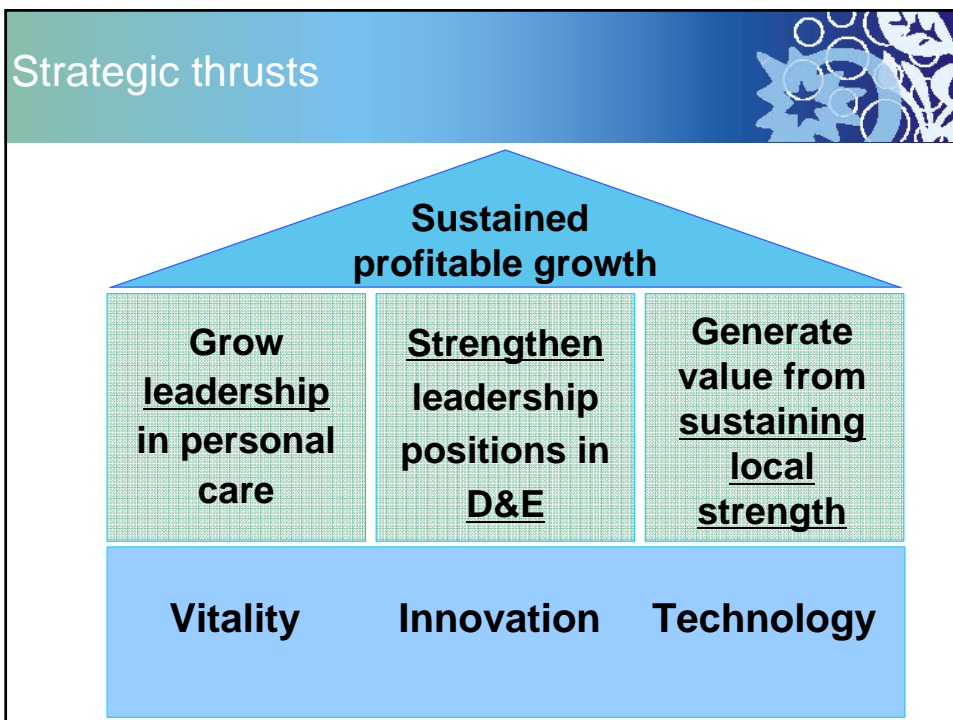 Strategic thrusts
Sustained
profitable growth
Grow
leadership
in personal
care
Strengthen
leadership
positions in
D&E
Generate
value from
sustaining
local
strength
Vitality Innovation Technology